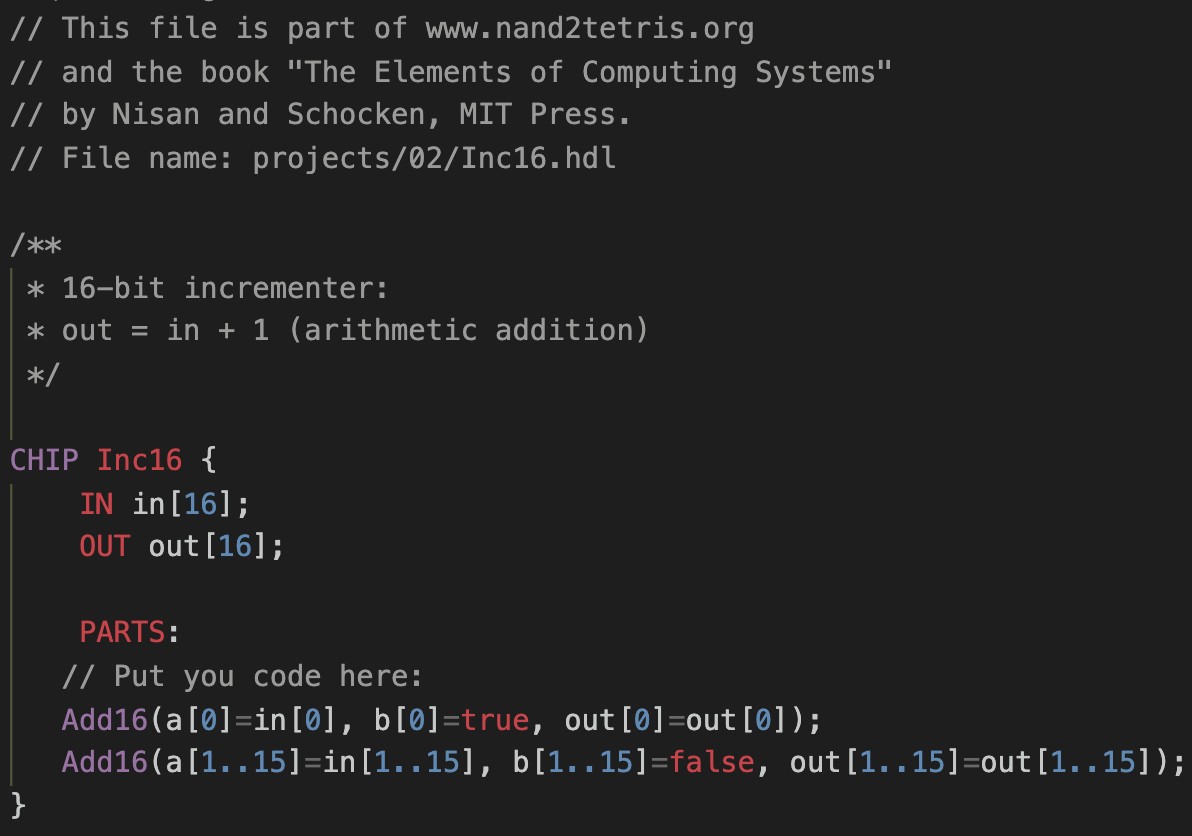 // This file is part of www.nand2tetris.org
// and the book "The Elements of Computing Systems"
// by Nisan and Schocken, MIT Press.
// File name: projects/02/Inc16.hdl
/**
* 16-bit incrementer:
* out = in + 1 (arithmetic addition)
*/
CHIP Inc16 {
IN in[16];
OUT out[16];
PARTS:
// Put you code here:
Add16(a[0]=in[0], b[0]=true, out[0]=out[0]);
Add16(a[1..15]=in[1..15], b[1..15]=false, out[1..15]=out[1..15]);
}